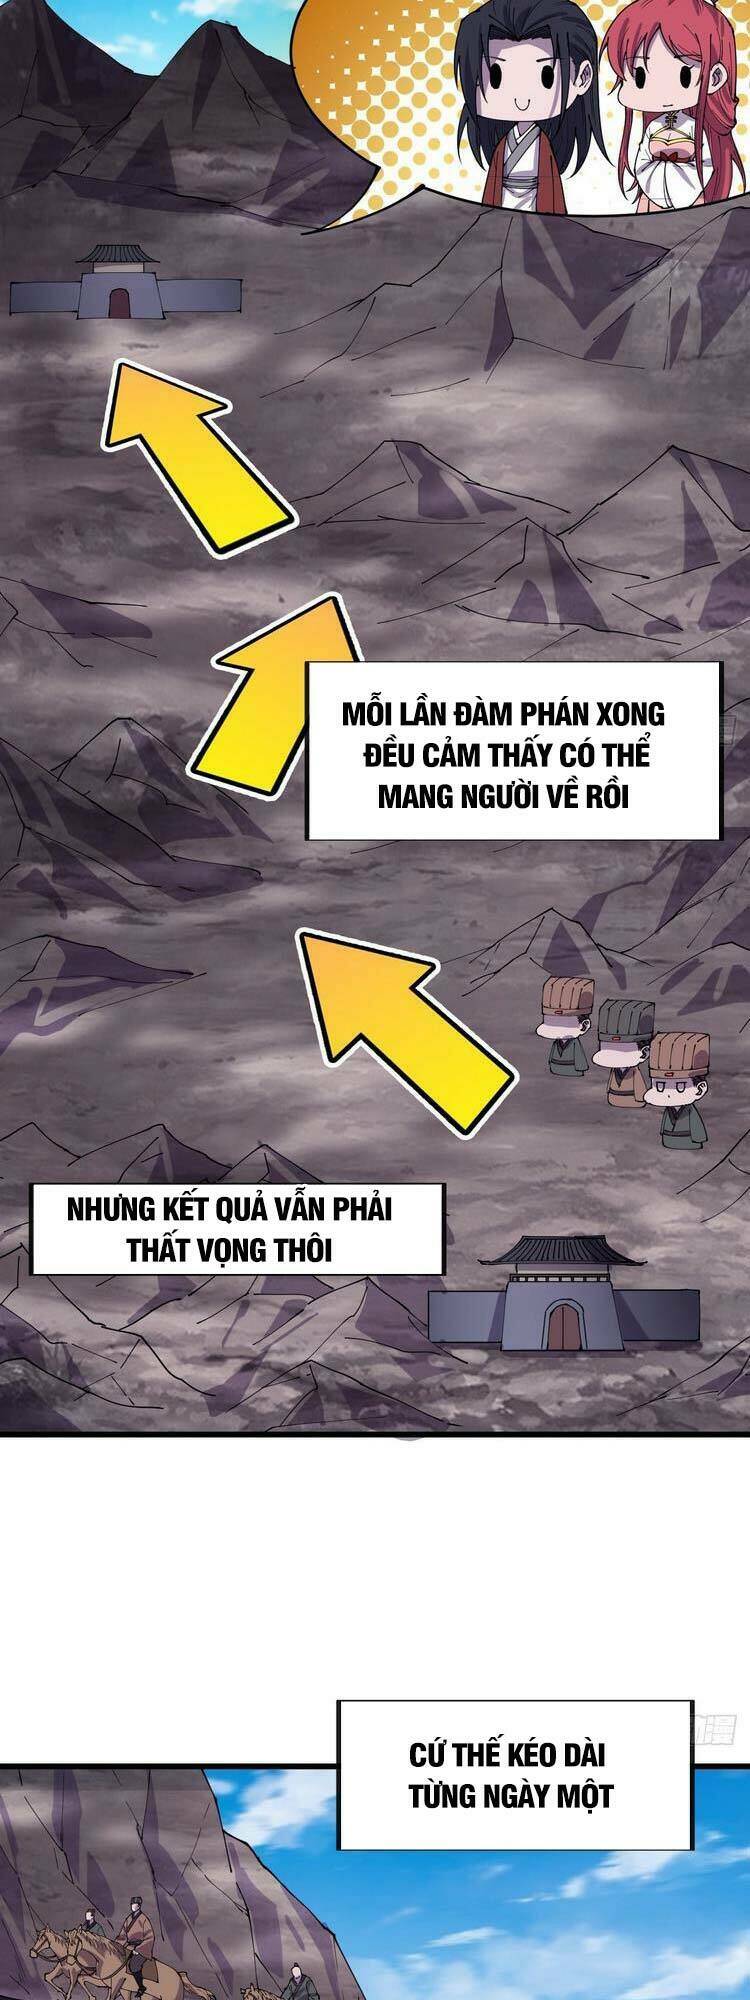 MỖI LẦN ĐÀM PHÁN XONG
ĐỀU CẢM THẤY CÓ THỂ
MANG NGƯỜI VỀ RỒI
NHƯNG KẾT QUẢ VẪN PHẢI
THẤT VỌNG THÔI
CỨ THẾ KÉO DÀI
TỪNG NGÀY MỘT